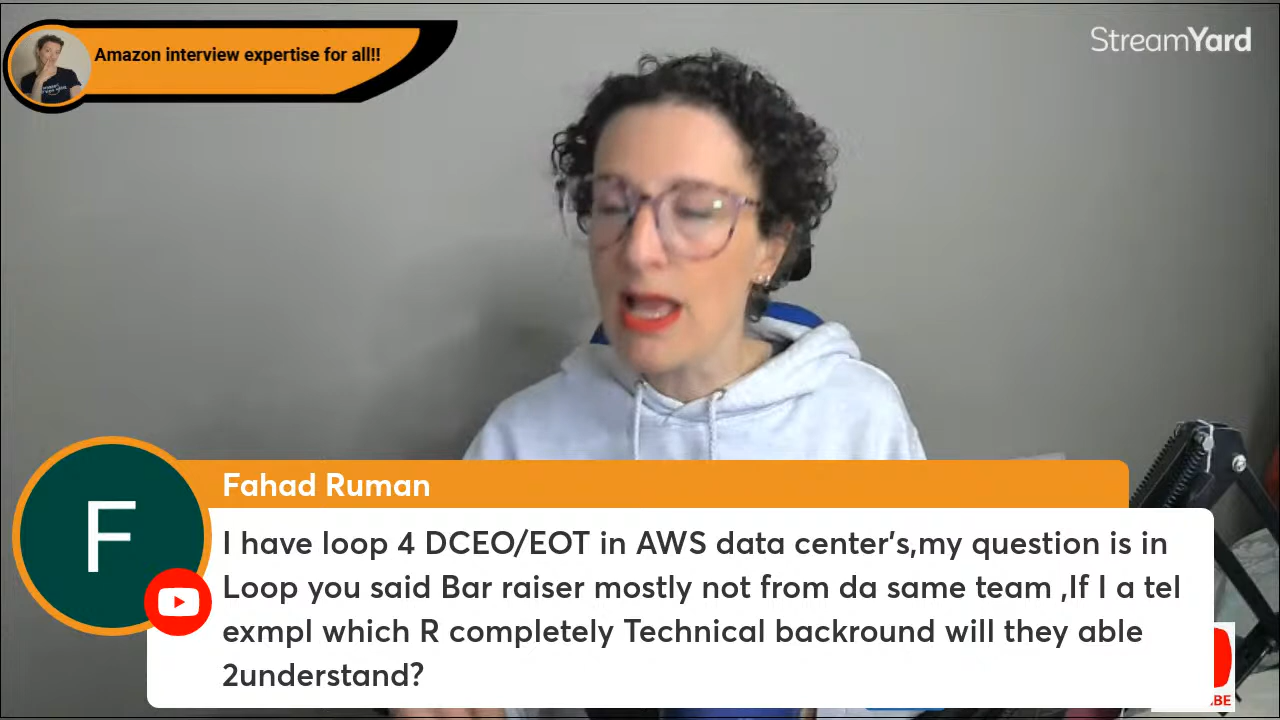 Amazon interview expertise for all!!
StreamYard
F
Fahad Ruman
I have loop 4 DCEO/EOT in AWS data center's,my question is in
Loop you said Bar raiser mostly not from da same team ,If I a tel
exmpl which R completely Technical backround will they able
2understand?